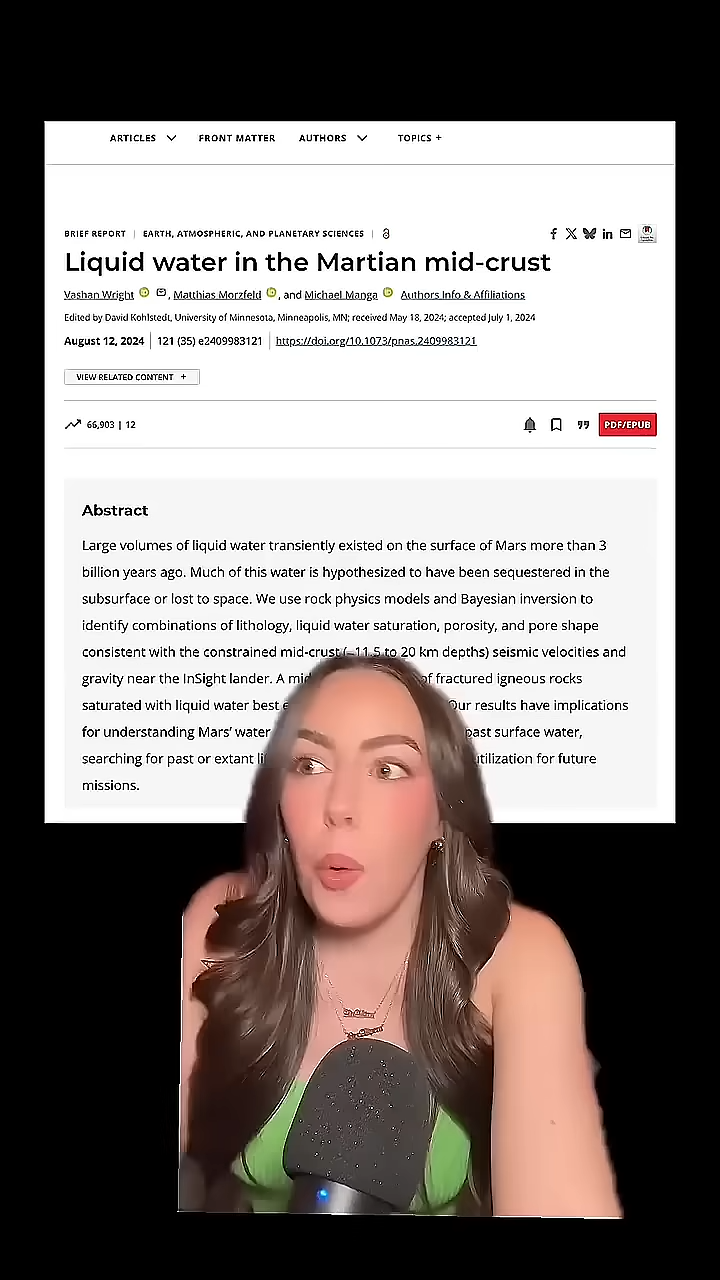 ARTICLES FRONT MATTER AUTHORS TOPICS +
BRIEF REPORT | EARTH, ATMOSPHERIC, AND PLANETARY SCIENCES |
Liquid water in the Martian mid-crust
Vashan Wright, Matthias Morzfeld, and Michael Manga Authors Info & Affiliations
Edited by David Kohlstedt, University of Minnesota, Minneapolis, MN; received May 18, 2024; accepted July 1, 2024
August 12, 2024 | 121 (35) e2409983121 | https://doi.org/10.1073/pnas.2409983121
VIEW RELATED CONTENT +
66,903 | 12
PDF/EPUB
Abstract
Large volumes of liquid water transiently existed on the surface of Mars more than 3
billion years ago. Much of this water is hypothesized to have been sequestered in the
subsurface or lost to space. We use rock physics models and Bayesian inversion to
identify combinations of lithology, liquid water saturation, porosity, and pore shape
consistent with the constrained mid-crust (~11.5 to 20 km depths) seismic velocities and
gravity near the InSight lander. A mid of fractured igneous rocks
saturated with liquid water best Our results have implications
for understanding Mars' water past surface water,
searching for past or extant utilization for future
missions.